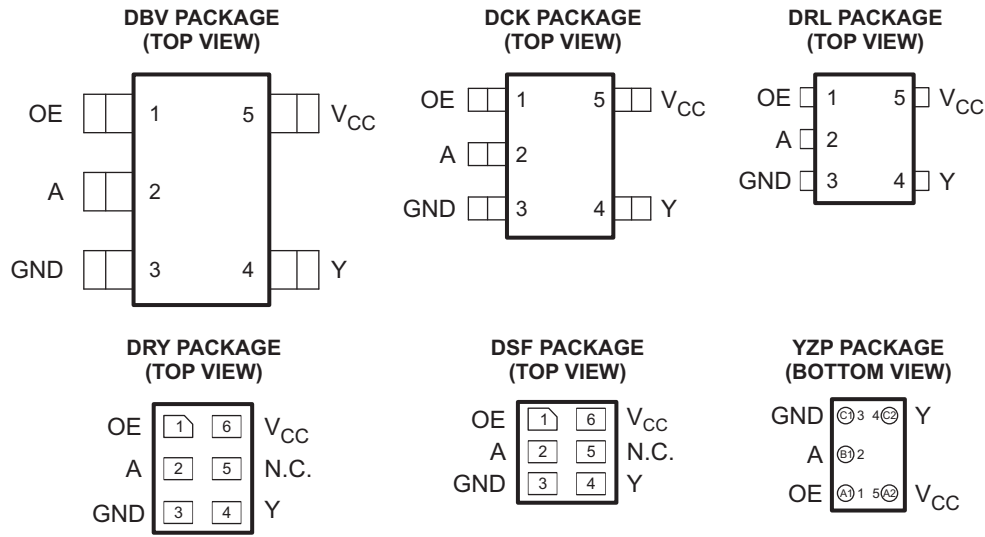 DBV PACKAGE
(TOP VIEW)
OE 1 5 VCC
A 2
GND 3 4 Y
DCK PACKAGE
(TOP VIEW)
OE 1 5 VCC
A 2
GND 3 4 Y
DRL PACKAGE
(TOP VIEW)
OE 1 5 VCC
A 2
GND 3 4 Y
DRY PACKAGE
(TOP VIEW)
OE 1 6 VCC
A 2 5 N.C.
GND 3 4 Y
DSF PACKAGE
(TOP VIEW)
OE 1 6 VCC
A 2 5 N.C.
GND 3 4 Y
YZP PACKAGE
(BOTTOM VIEW)
GND C1 3 4 C2 Y
A B1 2
OE A1 1 5 A2 VCC